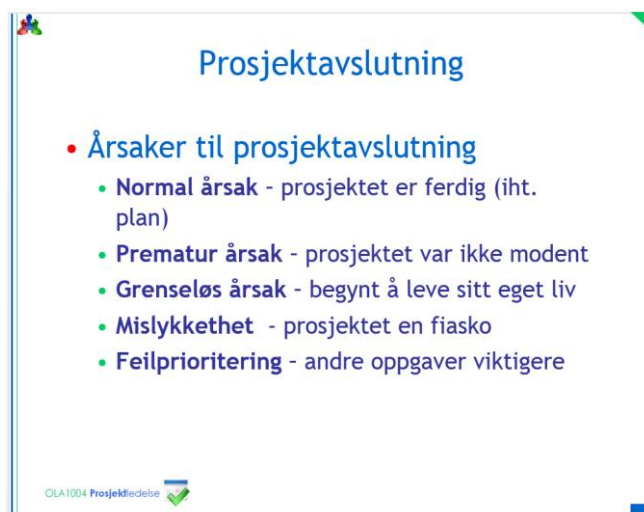 Prosjektavslutning
• Årsaker til prosjektavslutning
• Normal årsak – prosjektet er ferdig (iht.
plan)
• Prematur årsak – prosjektet var ikke modent
• Grenseløs årsak – begynt å leve sitt eget liv
• Mislykkethet - prosjektet en fiasko
• Feilprioritering – andre oppgaver viktigere
OLA1004 Prosjektledelse